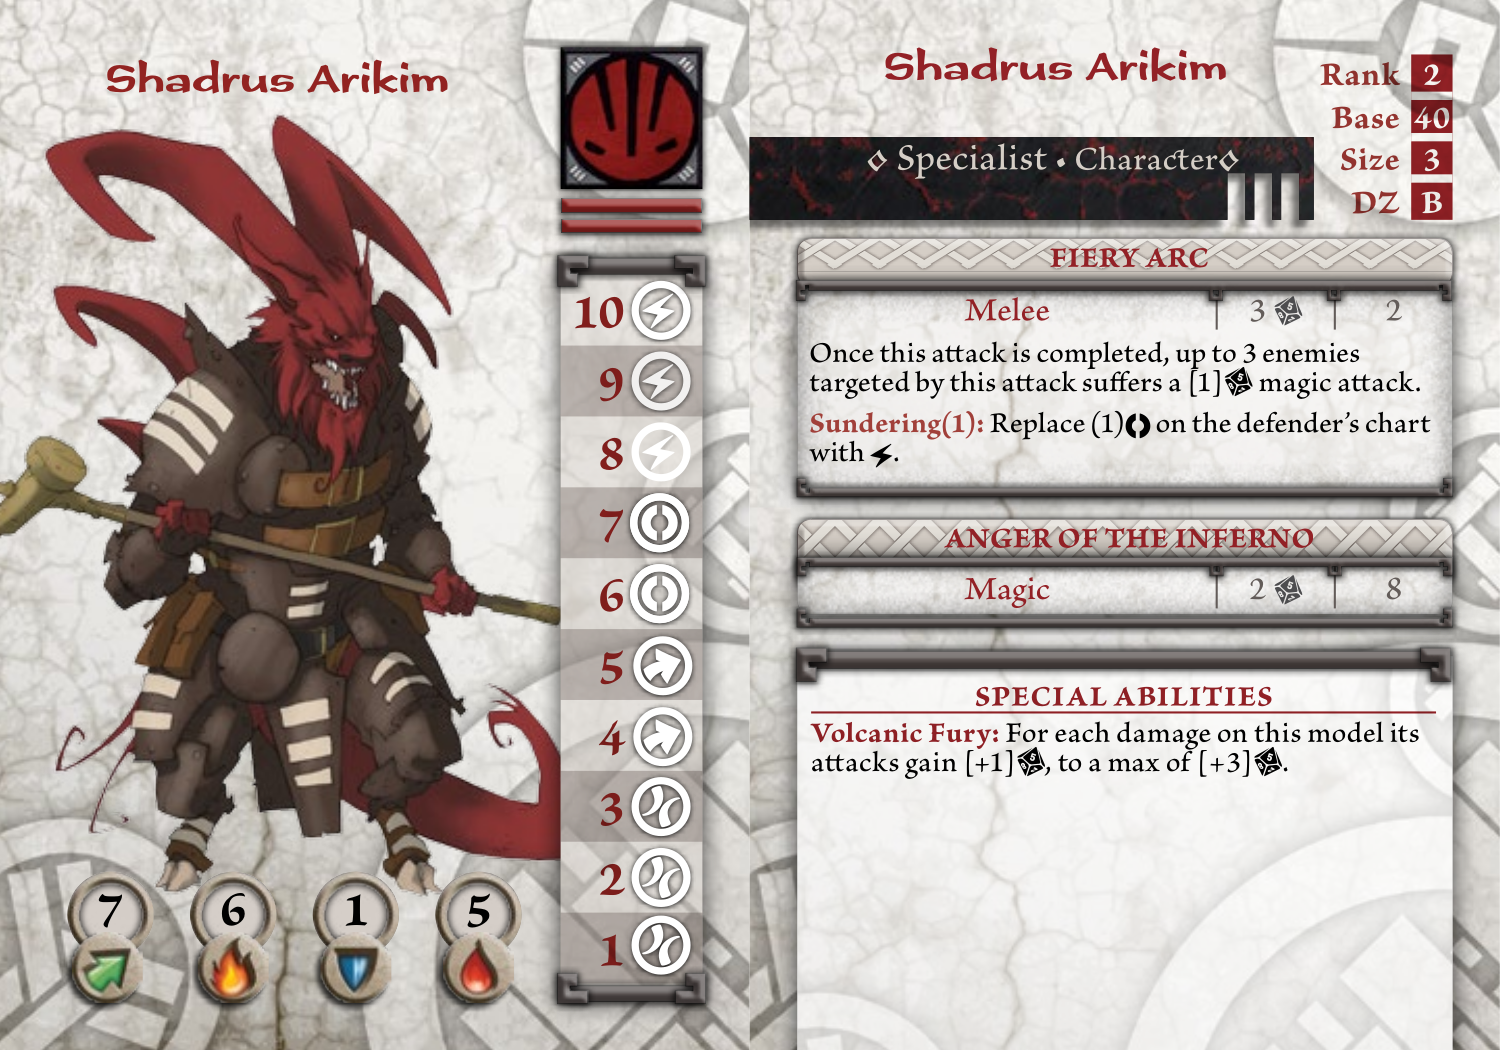 Shadrus Arikim
10
9
8
7
6
5
4
3
2
1
7 6 1 5
Shadrus Arikim
Rank 2
Base 40
Size 3
DZ B
Specialist • Character
FIERY ARC
Melee 3 2
Once this attack is completed, up to 3 enemies
targeted by this attack suffers a [1] magic attack.
Sundering(1): Replace (1) on the defender's chart
with .
ANGER OF THE INFERNO
Magic 2 8
SPECIAL ABILITIES
Volcanic Fury: For each damage on this model its
attacks gain [+1], to a max of [+3].